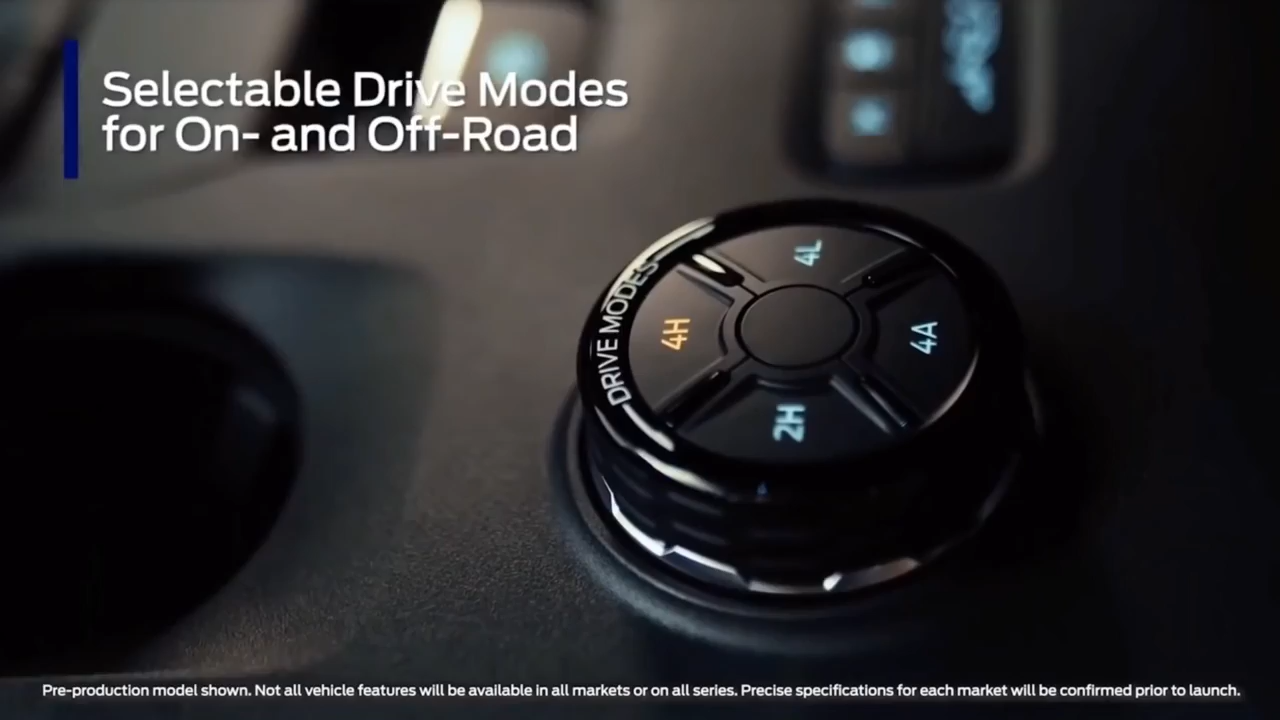 Selectable Drive Modes
for On- and Off-Road
DRIVE MODES
4L
4H
4A
2H
Pre-production model shown. Not all vehicle features will be available in all markets or on all series. Precise specifications for each market will be confirmed prior to launch.